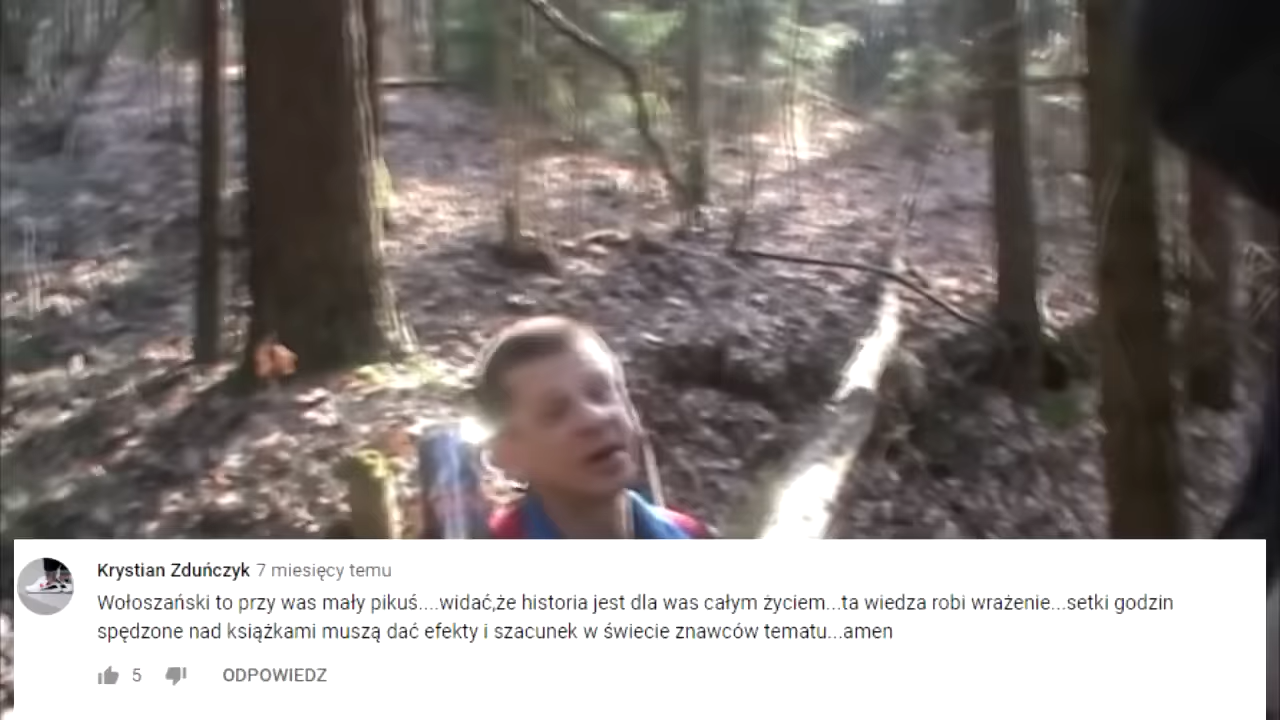 Krystian Zduńczyk 7 miesięcy temu
Wołoszański to przy was mały pikuś....widać,że historia jest dla was całym życiem...ta wiedza robi wrażenie...setki godzin
spędzone nad książkami muszą dać efekty i szacunek w świecie znawców tematu...amen
5 ODPOWIEDZ